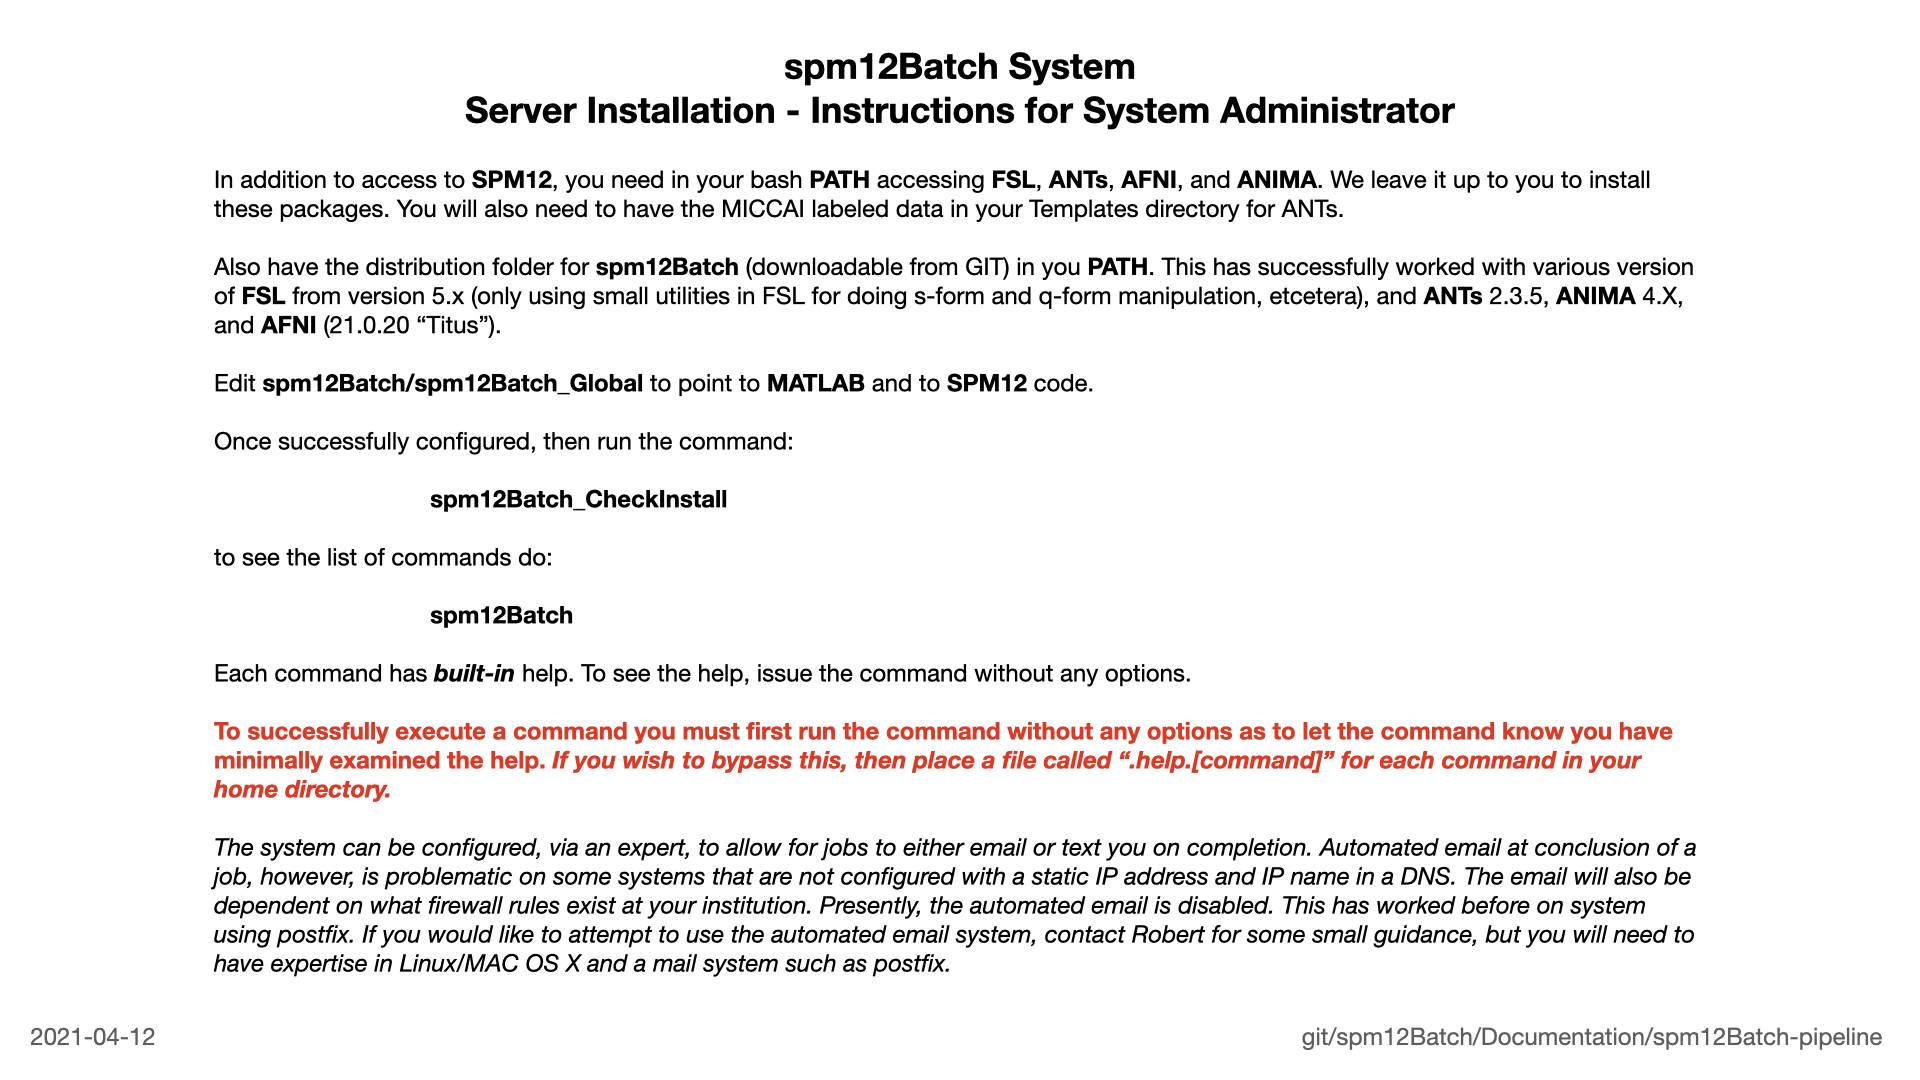 spm12Batch System
Server Installation - Instructions for System Administrator
In addition to access to SPM12, you need in your bash PATH accessing FSL, ANTs, AFNI, and ANIMA. We leave it up to you to install
these packages. You will also need to have the MICCAI labeled data in your Templates directory for ANTs.
Also have the distribution folder for spm12Batch (downloadable from GIT) in you PATH. This has successfully worked with various version
of FSL from version 5.x (only using small utilities in FSL for doing s-form and q-form manipulation, etcetera), and ANTs 2.3.5, ANIMA 4.X,
and AFNI (21.0.20 “Titus”).
Edit spm12Batch/spm12Batch_Global to point to MATLAB and to SPM12 code.
Once successfully configured, then run the command:
spm12Batch_CheckInstall
to see the list of commands do:
spm12Batch
Each command has built-in help. To see the help, issue the command without any options.
To successfully execute a command you must first run the command without any options as to let the command know you have
minimally examined the help. If you wish to bypass this, then place a file called “.help.[command]” for each command in your
home directory.
The system can be configured, via an expert, to allow for jobs to either email or text you on completion. Automated email at conclusion of a
job, however, is problematic on some systems that are not configured with a static IP address and IP name in a DNS. The email will also be
dependent on what firewall rules exist at your institution. Presently, the automated email is disabled. This has worked before on system
using postfix. If you would like to attempt to use the automated email system, contact Robert for some small guidance, but you will need to
have expertise in Linux/MAC OS X and a mail system such as postfix.
2021-04-12
git/spm12Batch/Documentation/spm12Batch-pipeline